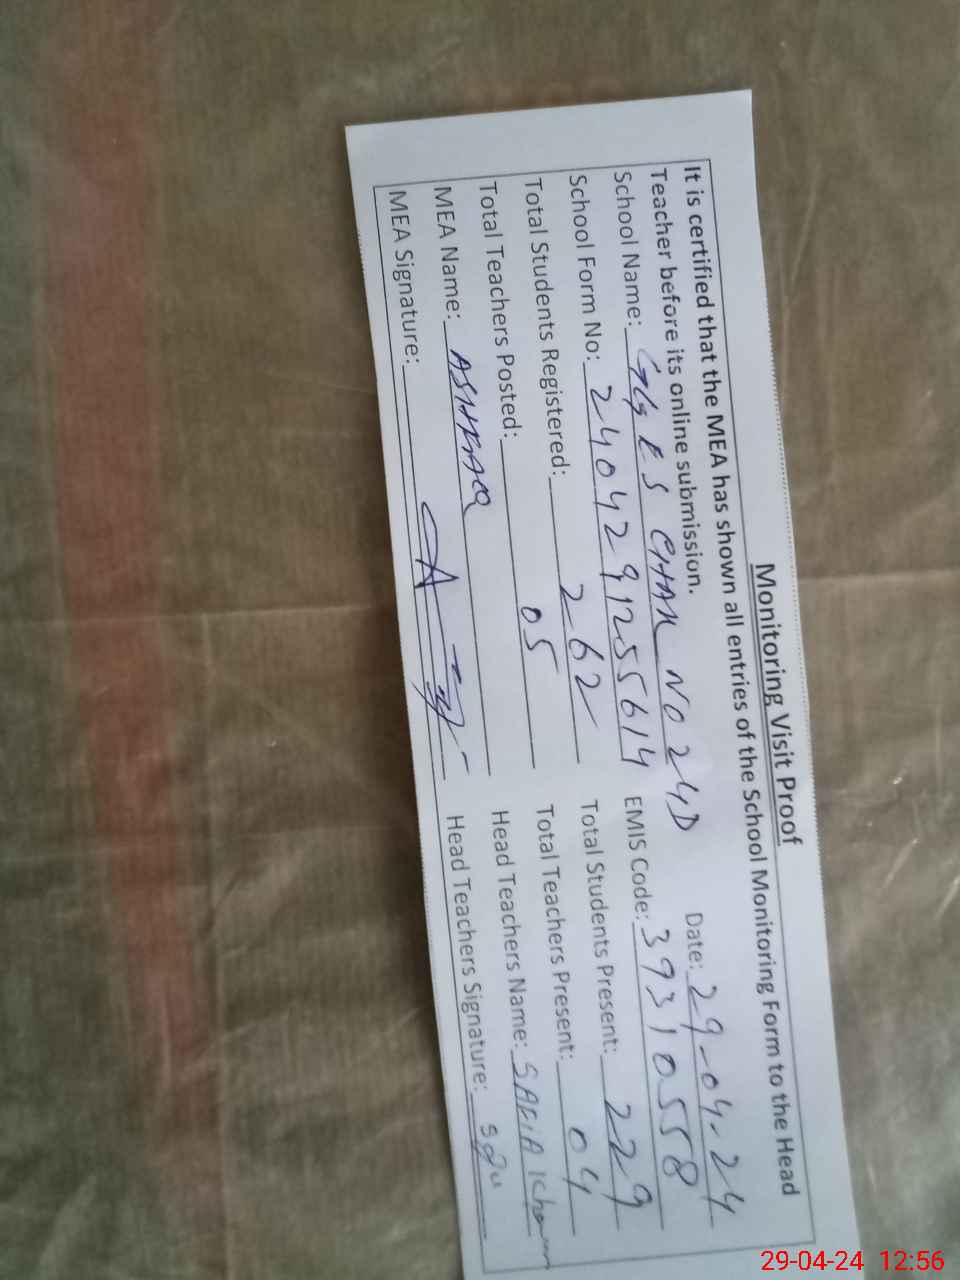 Monitoring Visit Proof
It is certified that the MEA has shown all entries of the School Monitoring Form to the Head
Teacher before its online submission. Date: 29-04-24
School Name: GGES CHAK NO 24D
School Form No: 24042912556 14 EMIS Code: 39310558
Total Students Registered: 262 Total Students Present: 229
Total Teachers Posted: 05 Total Teachers Present: 04
MEA Name: ASHFAQ Head Teachers Name: SAFIA
MEA Signature: Head Teachers Signature:
29-04-24 12:56